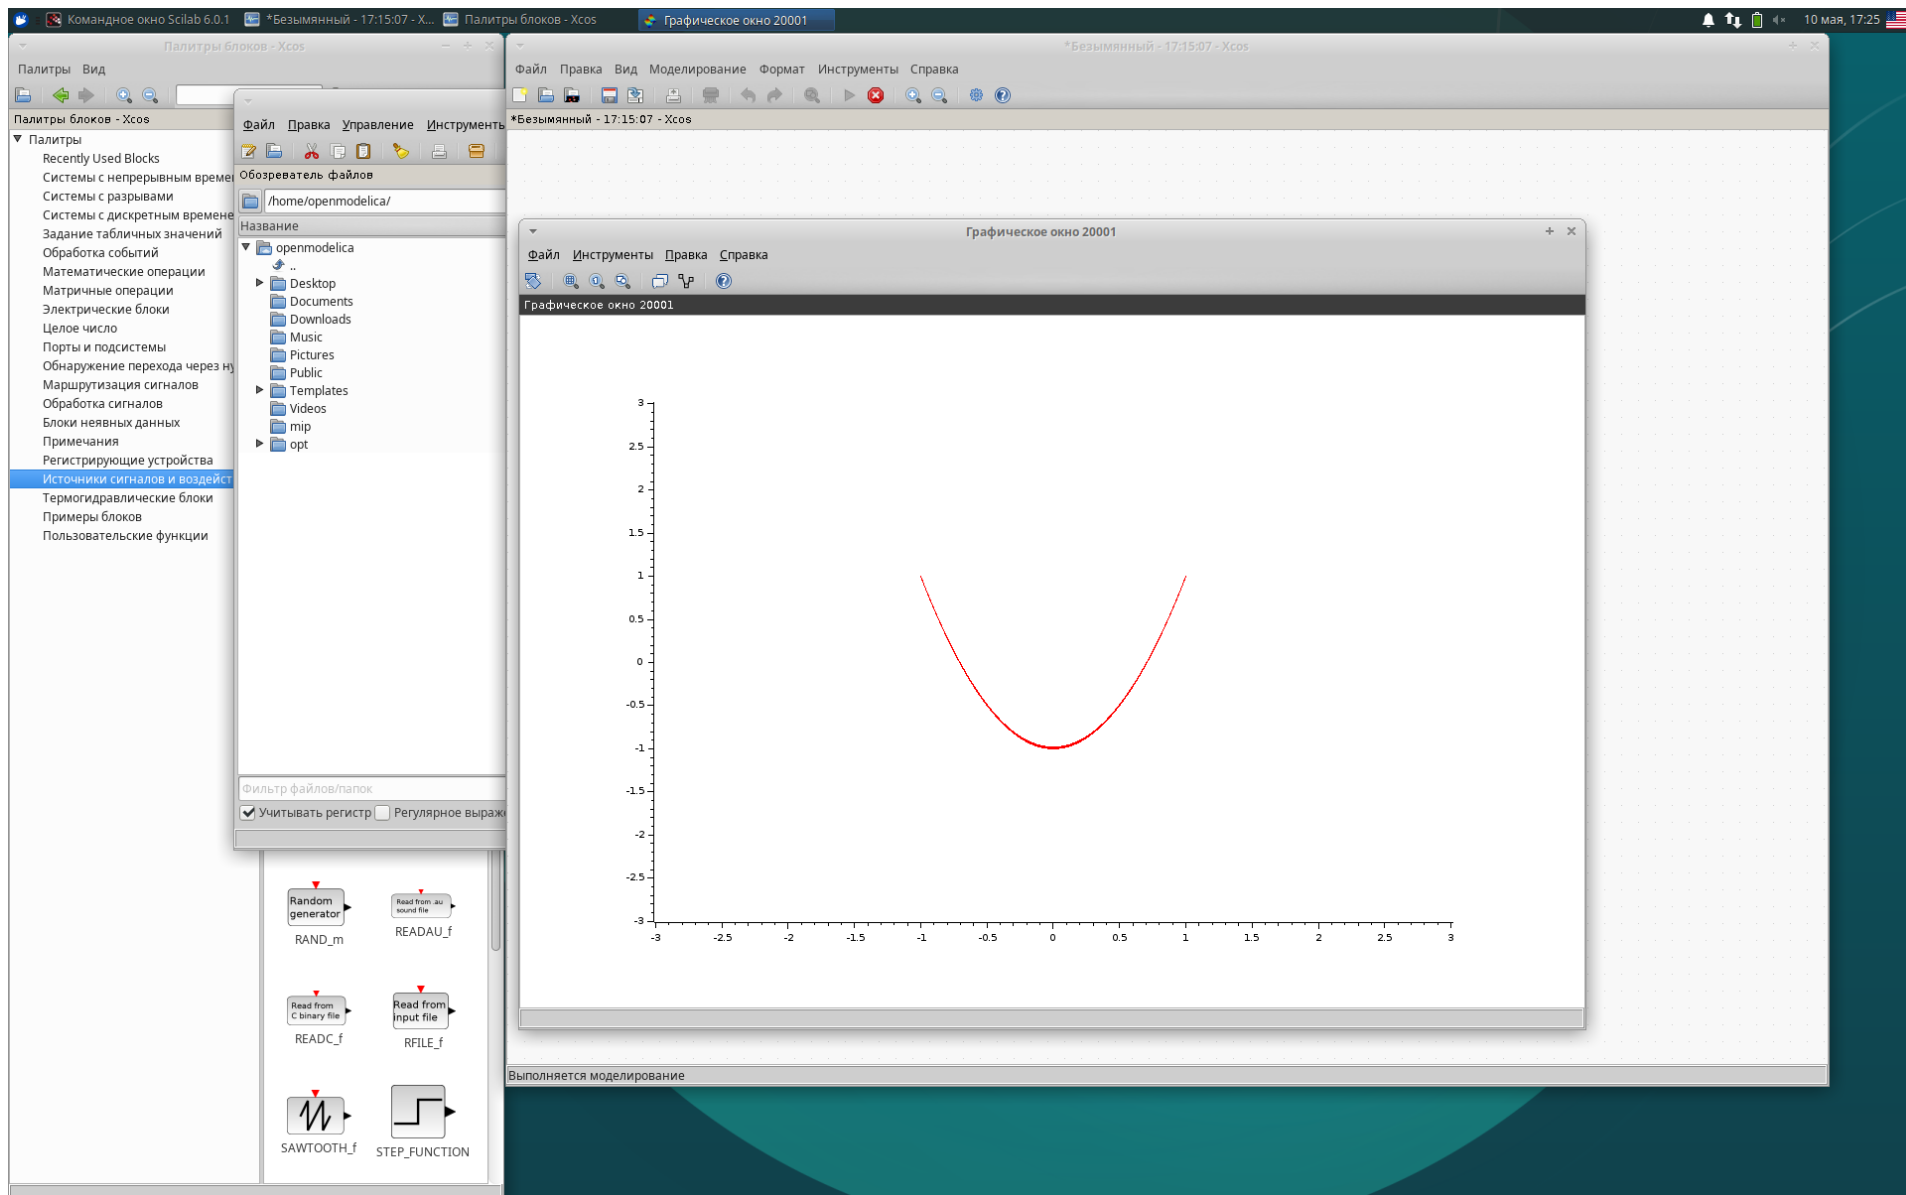 Командное окно Scilab 6.0.1
*Безымянный - 17:15:07 - X...
Палитры блоков - Xcos
Графическое окно 20001
10 мая, 17:25
Палитры блоков - Xcos
Палитры Вид
Палитры блоков - Xcos
Палитры
Recently Used Blocks
Системы с непрерывным време
Системы с разрывами
Системы с дискретным времене
Задание табличных значений
Обработка событий
Математические операции
Матричные операции
Электрические блоки
Целое число
Порты и подсистемы
Обнаружение перехода через ну
Маршрутизация сигналов
Обработка сигналов
Блоки неявных данных
Примечания
Регистрирующие устройства
Источники сигналов и воздейст
Термогидравлические блоки
Примеры блоков
Пользовательские функции
Файл Правка Управление Инструменть
Обозреватель файлов
/home/openmodelica/
Название
openmodelica
..
Desktop
Documents
Downloads
Music
Pictures
Public
Templates
Videos
mip
opt
Фильтр файлов/папок
Учитывать регистр Регулярное выраж
Random
generator
RAND_m
Read from .au
sound file
READAU_f
Read from
C binary file
READC_f
Read from
input file
RFILE_f
SAWTOOTH_f
STEP_FUNCTION
*Безымянный - 17:15:07 - Xcos
Файл Правка Вид Моделирование Формат Инструменты Справка
*Безымянный - 17:15:07 - Xcos
Графическое окно 20001
Файл Инструменты Правка Справка
Графическое окно 20001
3
2.5
2
1.5
1
0.5
0
-0.5
-1
-1.5
-2
-2.5
-3
-3 -2.5 -2 -1.5 -1 -0.5 0 0.5 1 1.5 2 2.5 3
Выполняется моделирование